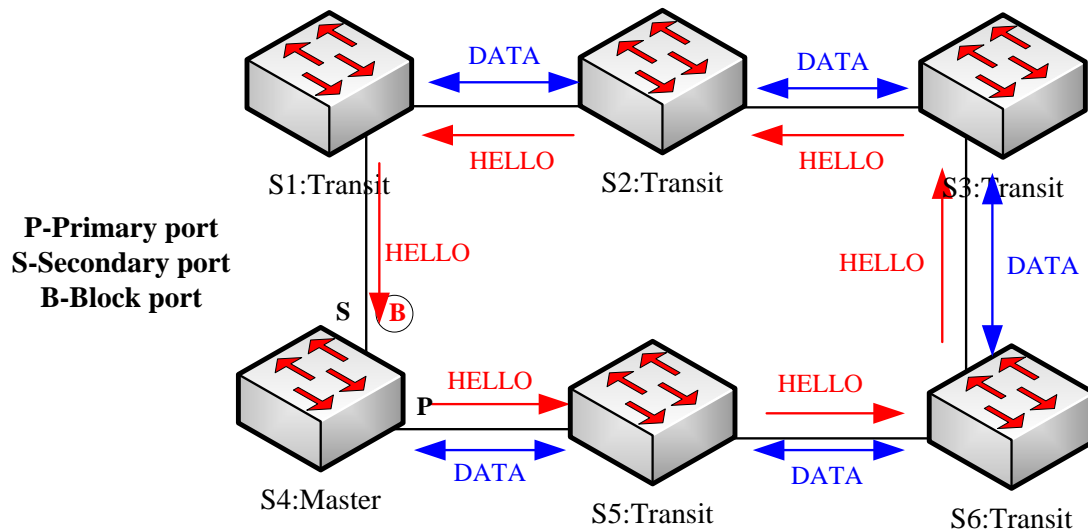 DATA
DATA
HELLO
HELLO
S1:Transit
S2:Transit
S3:Transit
P-Primary port
S-Secondary port
B-Block port
HELLO
HELLO
DATA
S
B
HELLO
HELLO
P
DATA
DATA
S4:Master
S5:Transit
S6:Transit